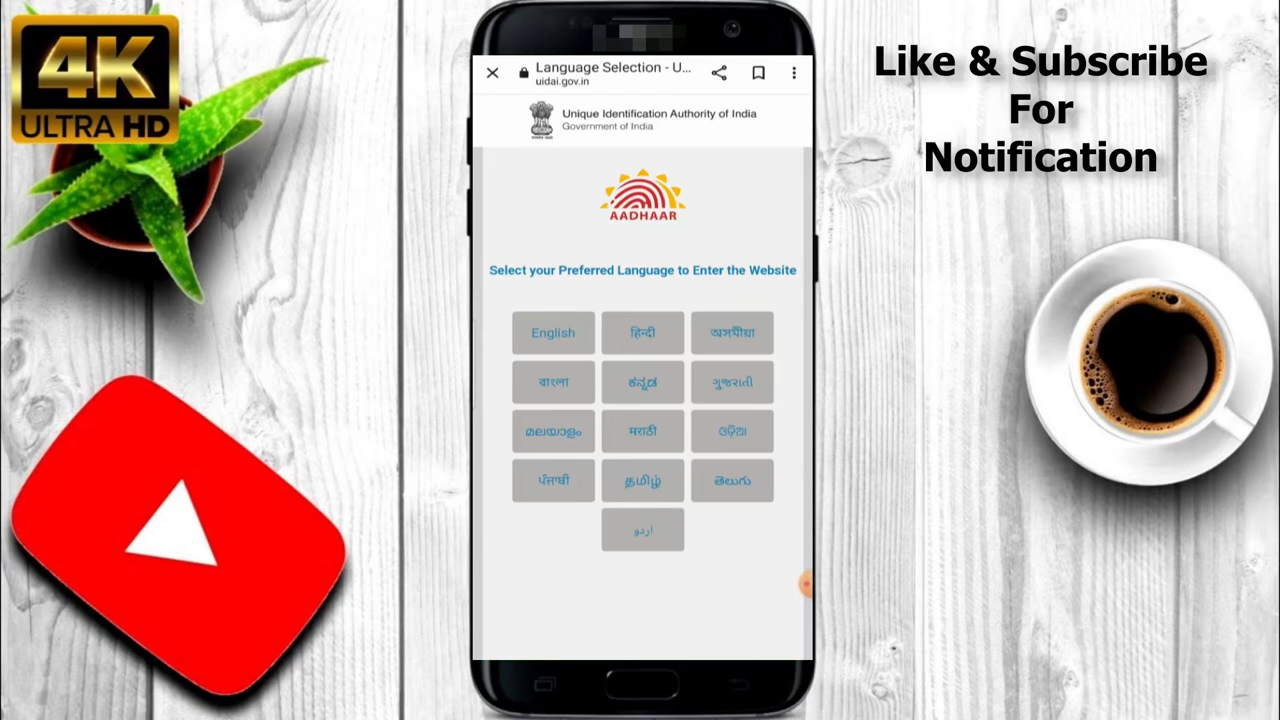 4K
ULTRA HD
Like & Subscribe
For
Notification
Language Selection - U...
uidai.gov.in
Unique Identification Authority of India
Government of India
AADHAAR
Select your Preferred Language to Enter the Website
English
हिन्दी
অসমীয়া
বাংলা
ಕನ್ನಡ
ગુજરાતી
മലയാളം
मराठी
ଓଡ଼ିଆ
ਪੰਜਾਬੀ
தமிழ்
తెలుగు
اردو